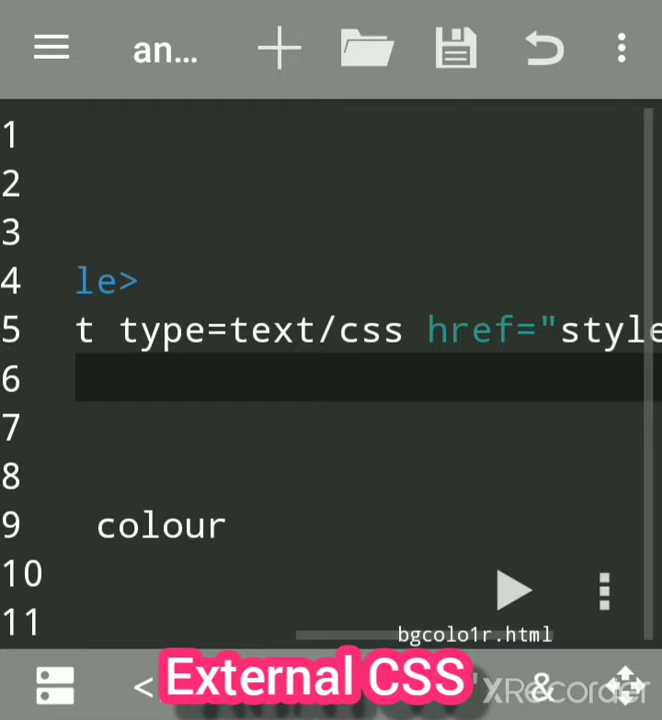 an...
1
2
3
4 le>
5 t type=text/css href="style
6
7
8
9 colour
10
11
bgcolo1r.html
< External CSS " &
XRecorder